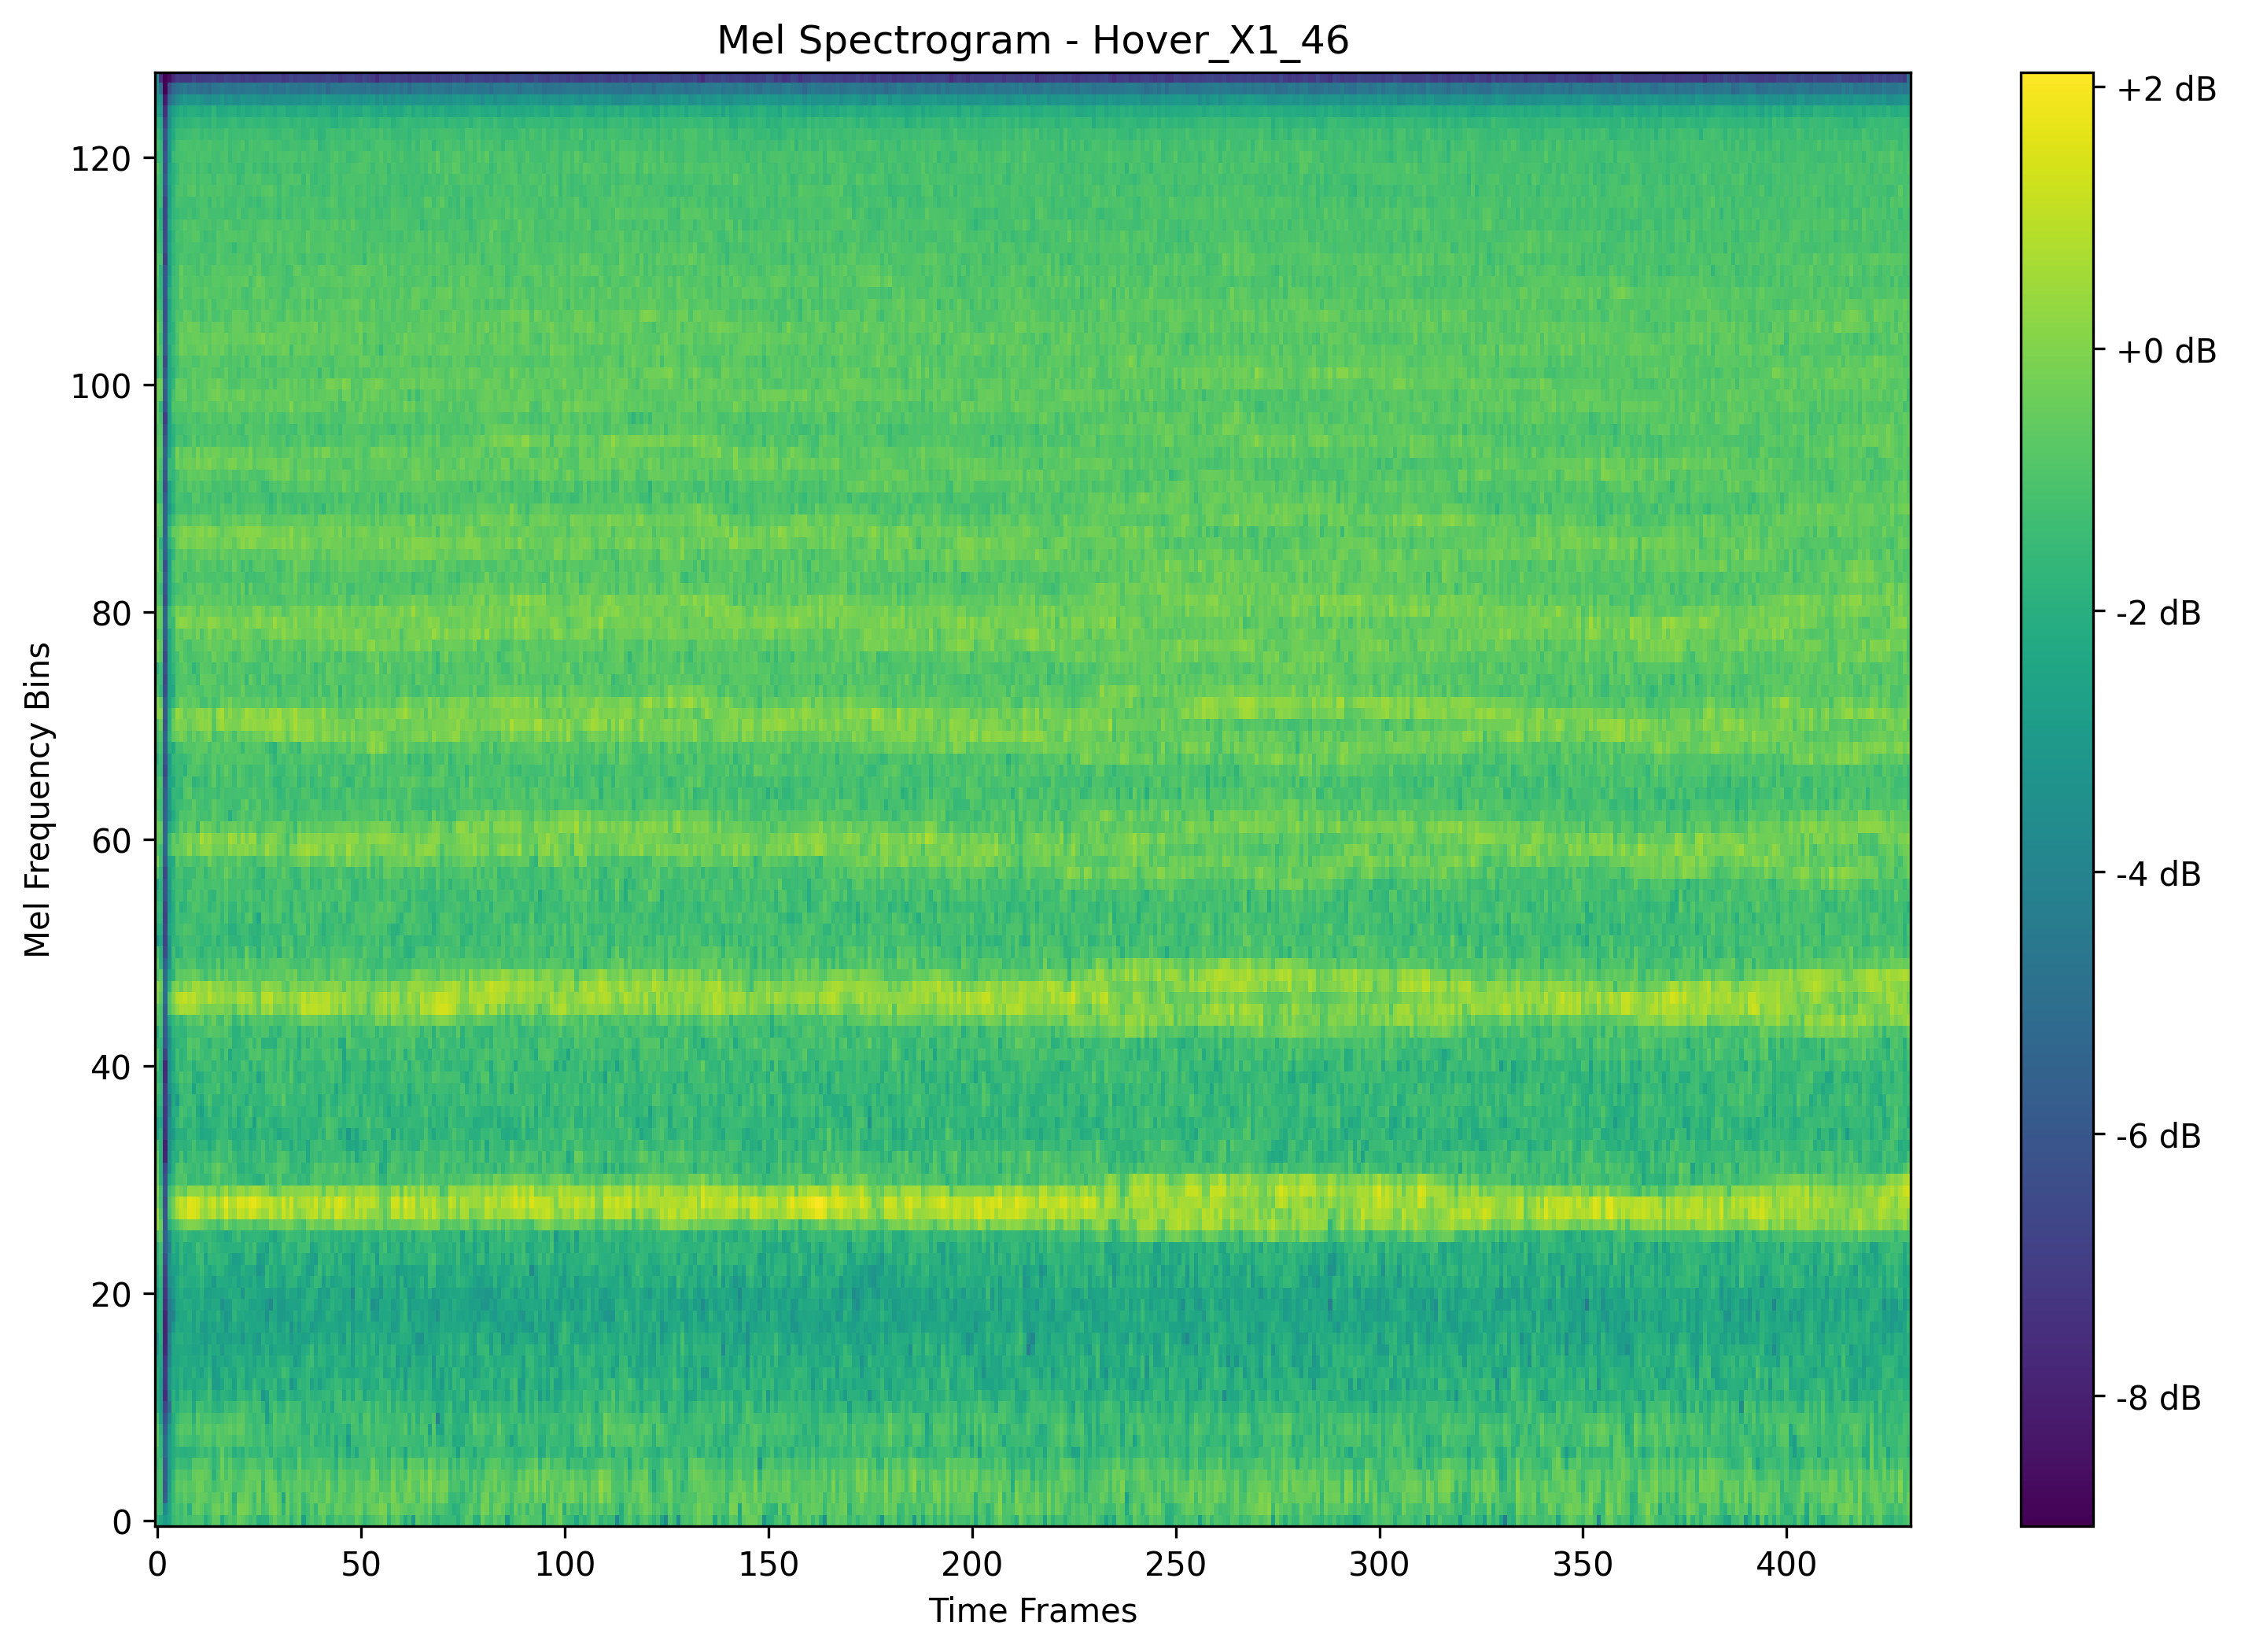 Mel Spectrogram - Hover_X1_46
Mel Frequency Bins
120
100
80
60
40
20
0
0 50 100 150 200 250 300 350 400
Time Frames
+2 dB
+0 dB
-2 dB
-4 dB
-6 dB
-8 dB